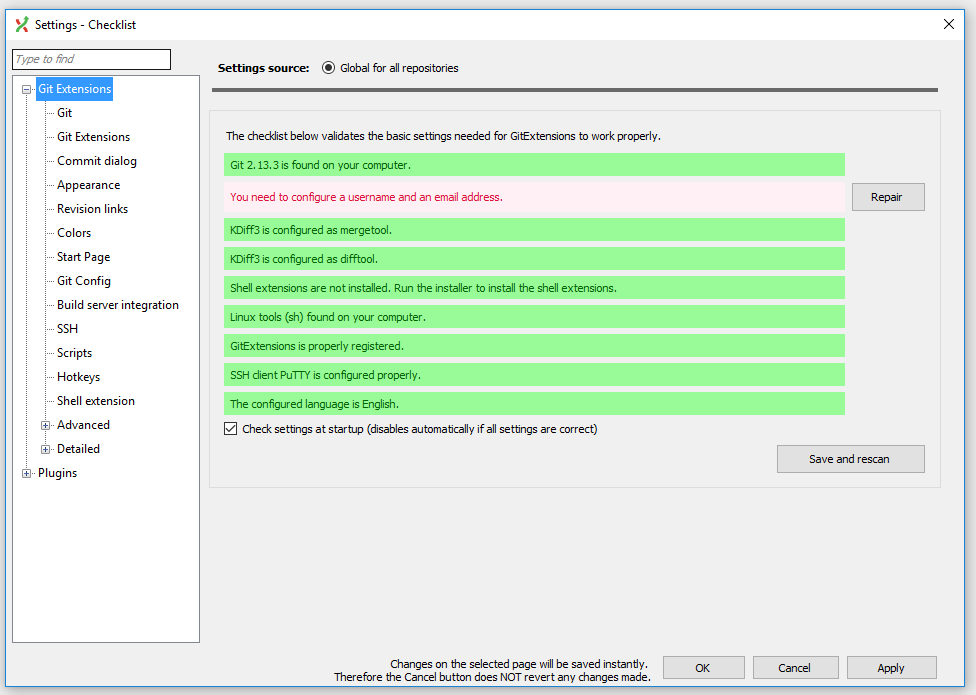 Settings - Checklist
Type to find
Settings source: Global for all repositories
Git Extensions
Git
Git Extensions
Commit dialog
Appearance
Revision links
Colors
Start Page
Git Config
Build server integration
SSH
Scripts
Hotkeys
Shell extension
Advanced
Detailed
Plugins
The checklist below validates the basic settings needed for GitExtensions to work properly.
Git 2.13.3 is found on your computer.
You need to configure a username and an email address.
Repair
KDiff3 is configured as mergetool.
KDiff3 is configured as difftool.
Shell extensions are not installed. Run the installer to install the shell extensions.
Linux tools (sh) found on your computer.
GitExtensions is properly registered.
SSH client PuTTY is configured properly.
The configured language is English.
Check settings at startup (disables automatically if all settings are correct)
Save and rescan
Changes on the selected page will be saved instantly.
Therefore the Cancel button does NOT revert any changes made.
OK
Cancel
Apply